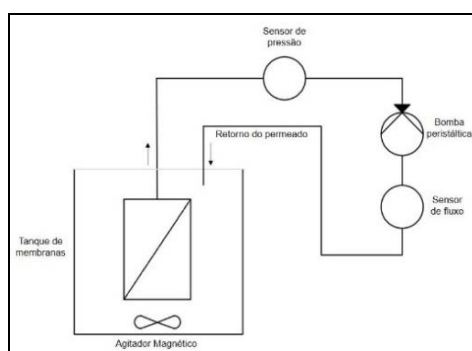 Sensor de
pressão
Bomba
peristáltica
Retorno do permeado
Sensor
de fluxo
Tanque de
membranas
Agitador Magnético